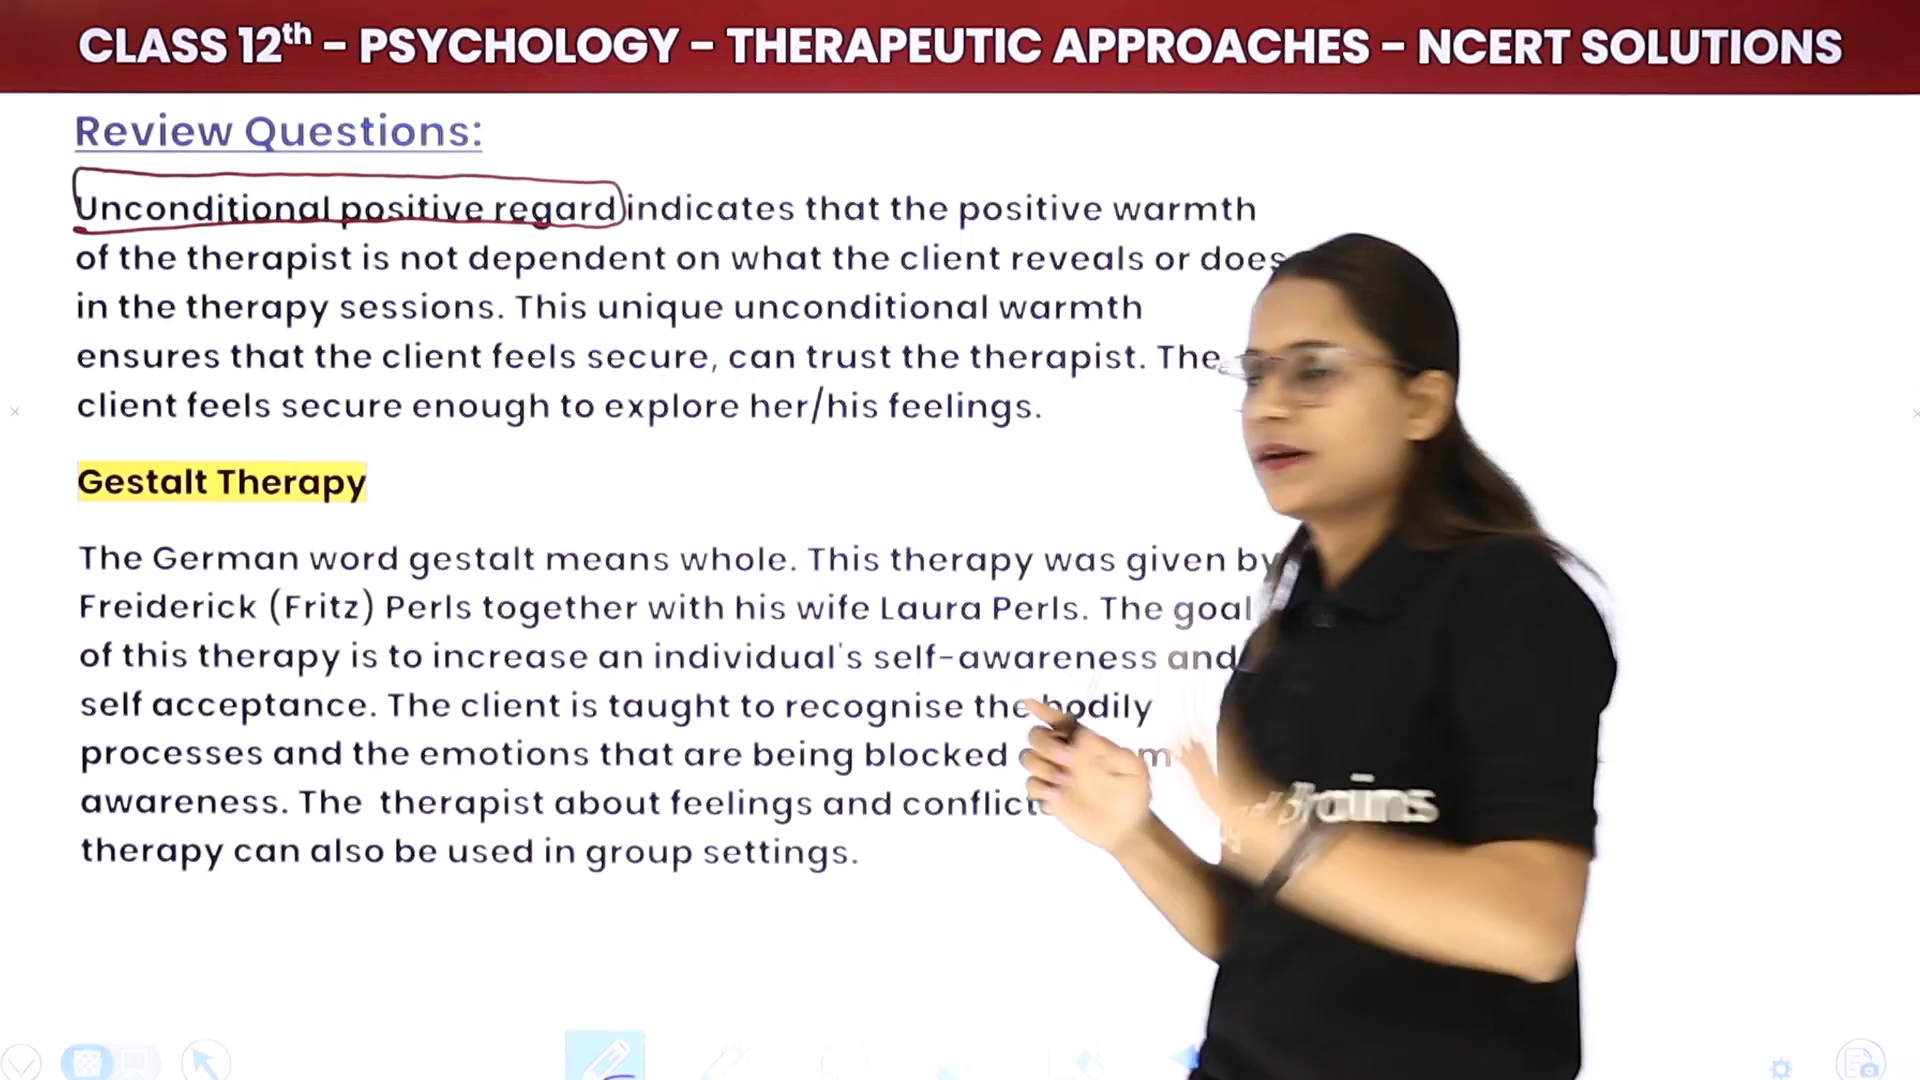 CLASS 12th – PSYCHOLOGY – THERAPEUTIC APPROACHES – NCERT SOLUTIONS
Review Questions:
Unconditional positive regard indicates that the positive warmth
of the therapist is not dependent on what the client reveals or does
in the therapy sessions. This unique unconditional warmth
ensures that the client feels secure, can trust the therapist. The
client feels secure enough to explore her/his feelings.
Gestalt Therapy
The German word gestalt means whole. This therapy was given by
Freiderick (Fritz) Perls together with his wife Laura Perls. The goal
of this therapy is to increase an individual's self-awareness and
self acceptance. The client is taught to recognise the bodily
processes and the emotions that are being blocked
awareness. The therapist about feelings and
therapy can also be used in group settings.